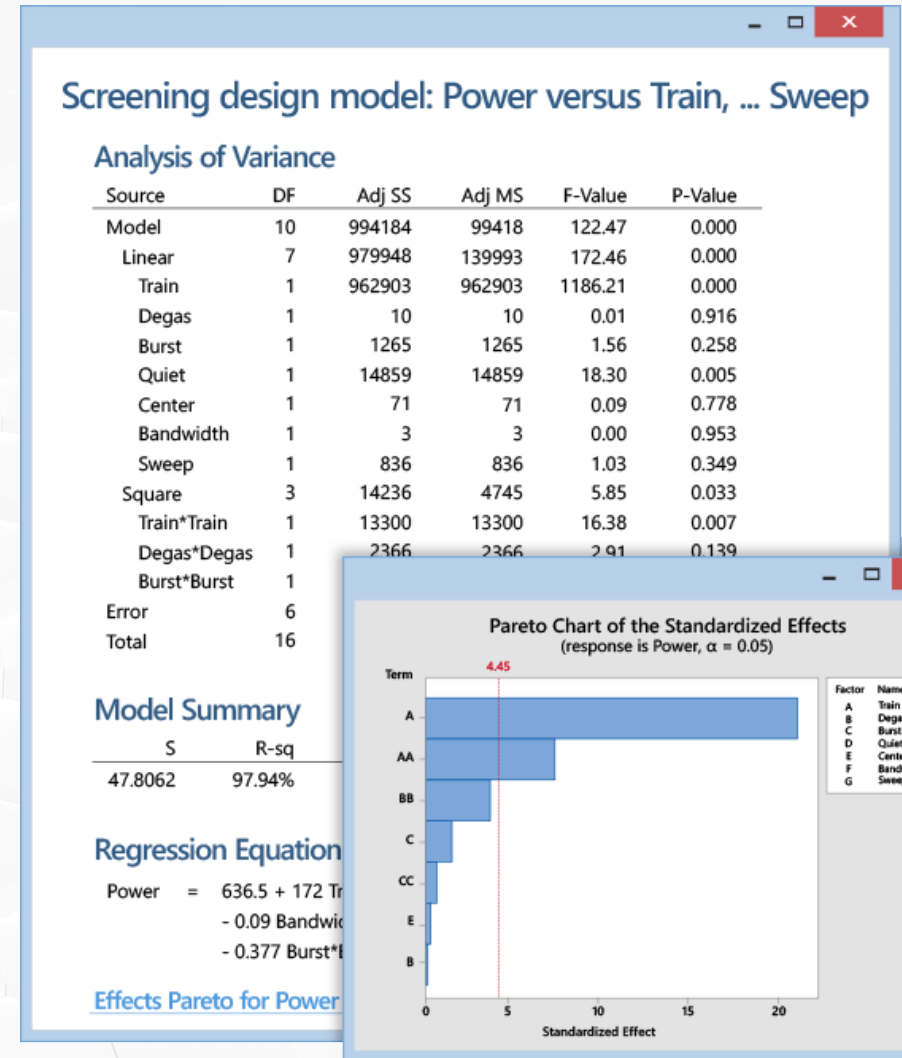 Screening design model: Power versus Train, ... Sweep
Analysis of Variance
Source DF Adj SS Adj MS F-Value P-Value
Model 10 994184 99418 122.47 0.000
Linear 7 979948 139993 172.46 0.000
Train 1 962903 962903 1186.21 0.000
Degas 1 10 10 0.01 0.916
Burst 1 1265 1265 1.56 0.258
Quiet 1 14859 14859 18.30 0.005
Center 1 71 71 0.09 0.778
Bandwidth 1 3 3 0.00 0.953
Sweep 1 836 836 1.03 0.349
Square 3 14236 4745 5.85 0.033
Train*Train 1 13300 13300 16.38 0.007
Degas*Degas 1 2366 2366 2.91 0.139
Burst*Burst 1
Error 6
Total 16
Model Summary
S R-sq
47.8062 97.94%
Regression Equation
Power = 636.5 + 172 Tr
- 0.09 Bandwi
- 0.377 Burst*
Effects Pareto for Power
Pareto Chart of the Standardized Effects
(response is Power, α = 0.05)
Term
4.45
A
AA
BB
C
CC
E
B
0 5 10 15 20
Standardized Effect
Factor Name
A Train
B Dega
C Burst
D Quiet
E Cente
F Band
G Swee